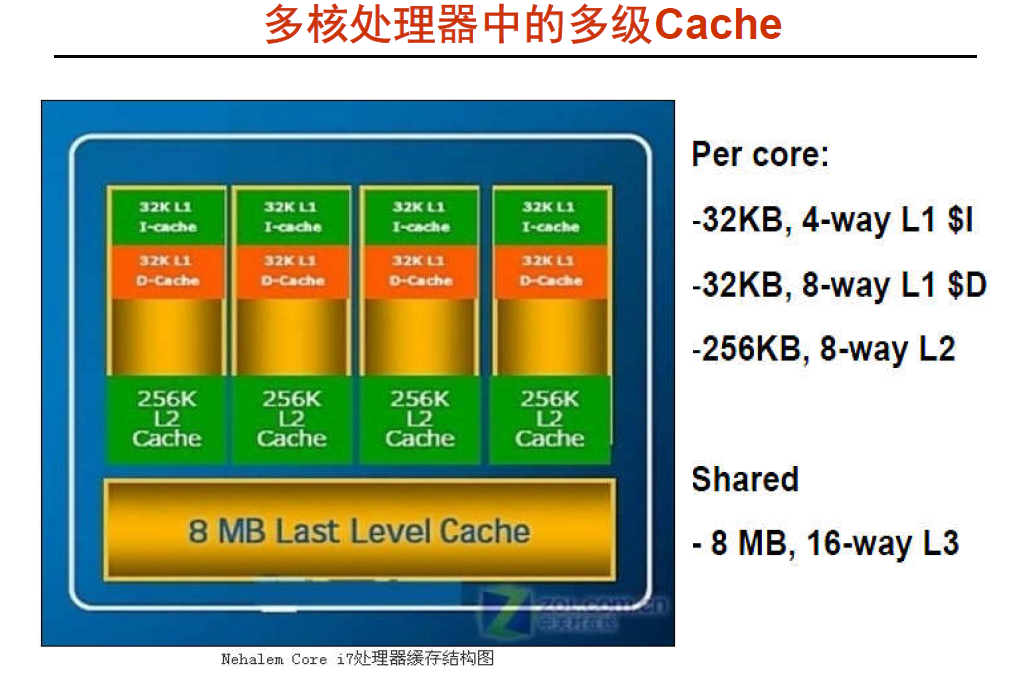 多核处理器中的多级Cache
32K L1
I-cache
32K L1
I-cache
32K L1
I-cache
32K L1
I-cache
32K L1
D-Cache
32K L1
D-Cache
32K L1
D-Cache
32K L1
D-Cache
256K
L2
Cache
256K
L2
Cache
256K
L2
Cache
256K
L2
Cache
8 MB Last Level Cache
Per core:
-32KB, 4-way L1 $I
-32KB, 8-way L1 $D
-256KB, 8-way L2
Shared
- 8 MB, 16-way L3
ZOL.com.cn
中关村在线
Nehalem Core i7处理器缓存结构图